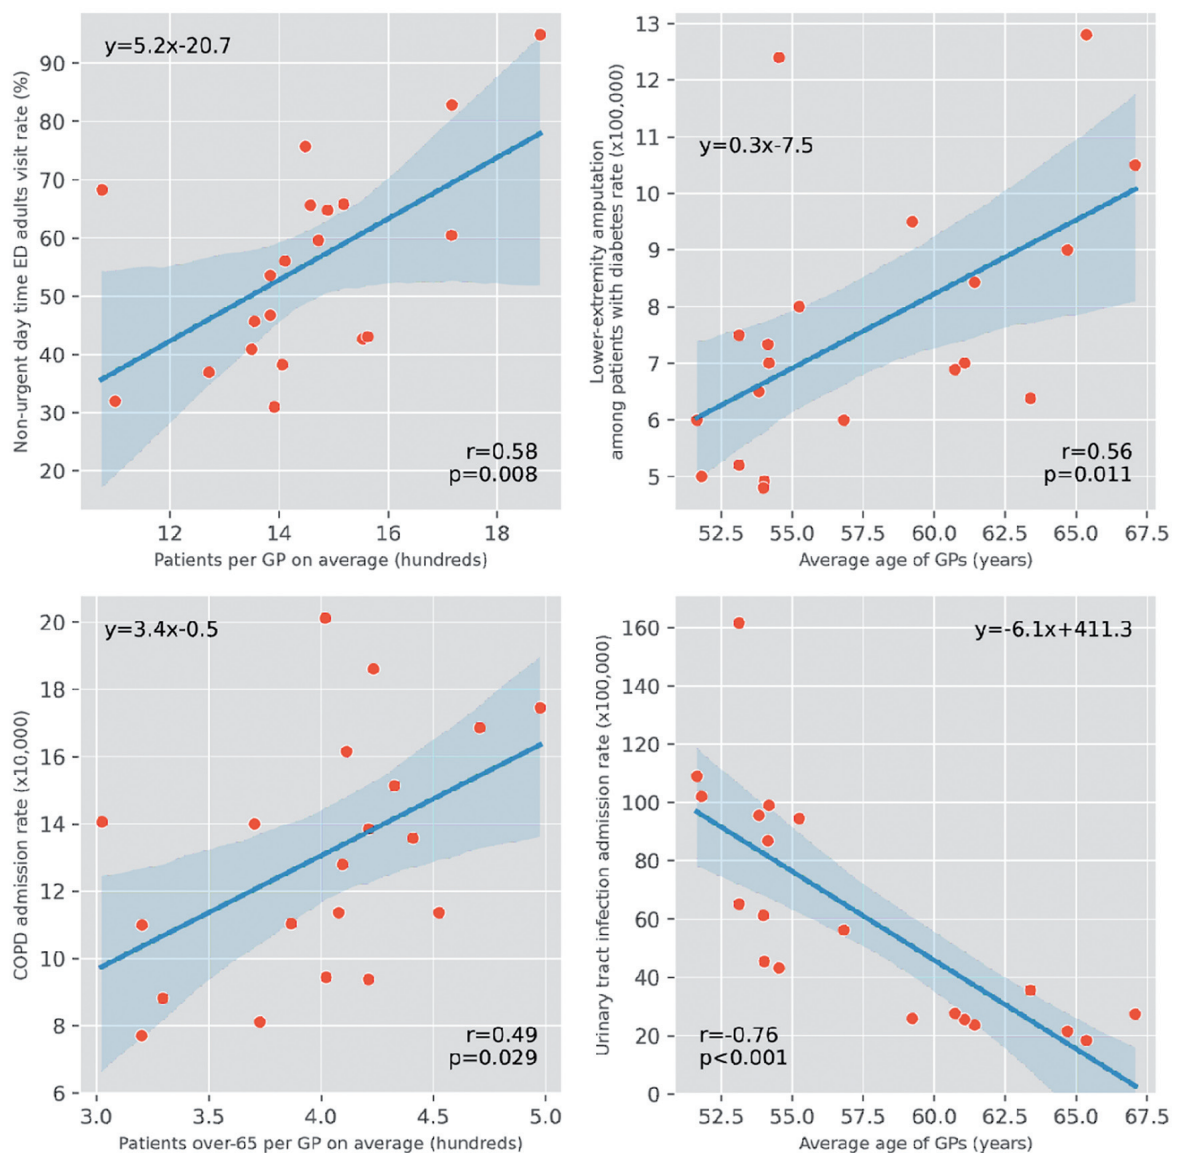 y=5.2x-20.7
Non-urgent day time ED adults visit rate (%)
90
80
70
60
50
40
30
20
r=0.58
p=0.008
12
14
16
18
Patients per GP on average (hundreds)
y=0.3x-7.5
Lower-extremity amputation
among patients with diabetes rate (x100,000)
13
12
11
10
9
8
7
6
5
r=0.56
p=0.011
52.5
55.0
57.5
60.0
62.5
65.0
67.5
Average age of GPs (years)
y=3.4x-0.5
COPD admission rate (x10,000)
20
18
16
14
12
10
8
6
r=0.49
p=0.029
3.0
3.5
4.0
4.5
5.0
Patients over-65 per GP on average (hundreds)
y=-6.1x+411.3
Urinary tract infection admission rate (x100,000)
160
140
120
100
80
60
40
20
0
r=-0.76
p<0.001
52.5
55.0
57.5
60.0
62.5
65.0
67.5
Average age of GPs (years)